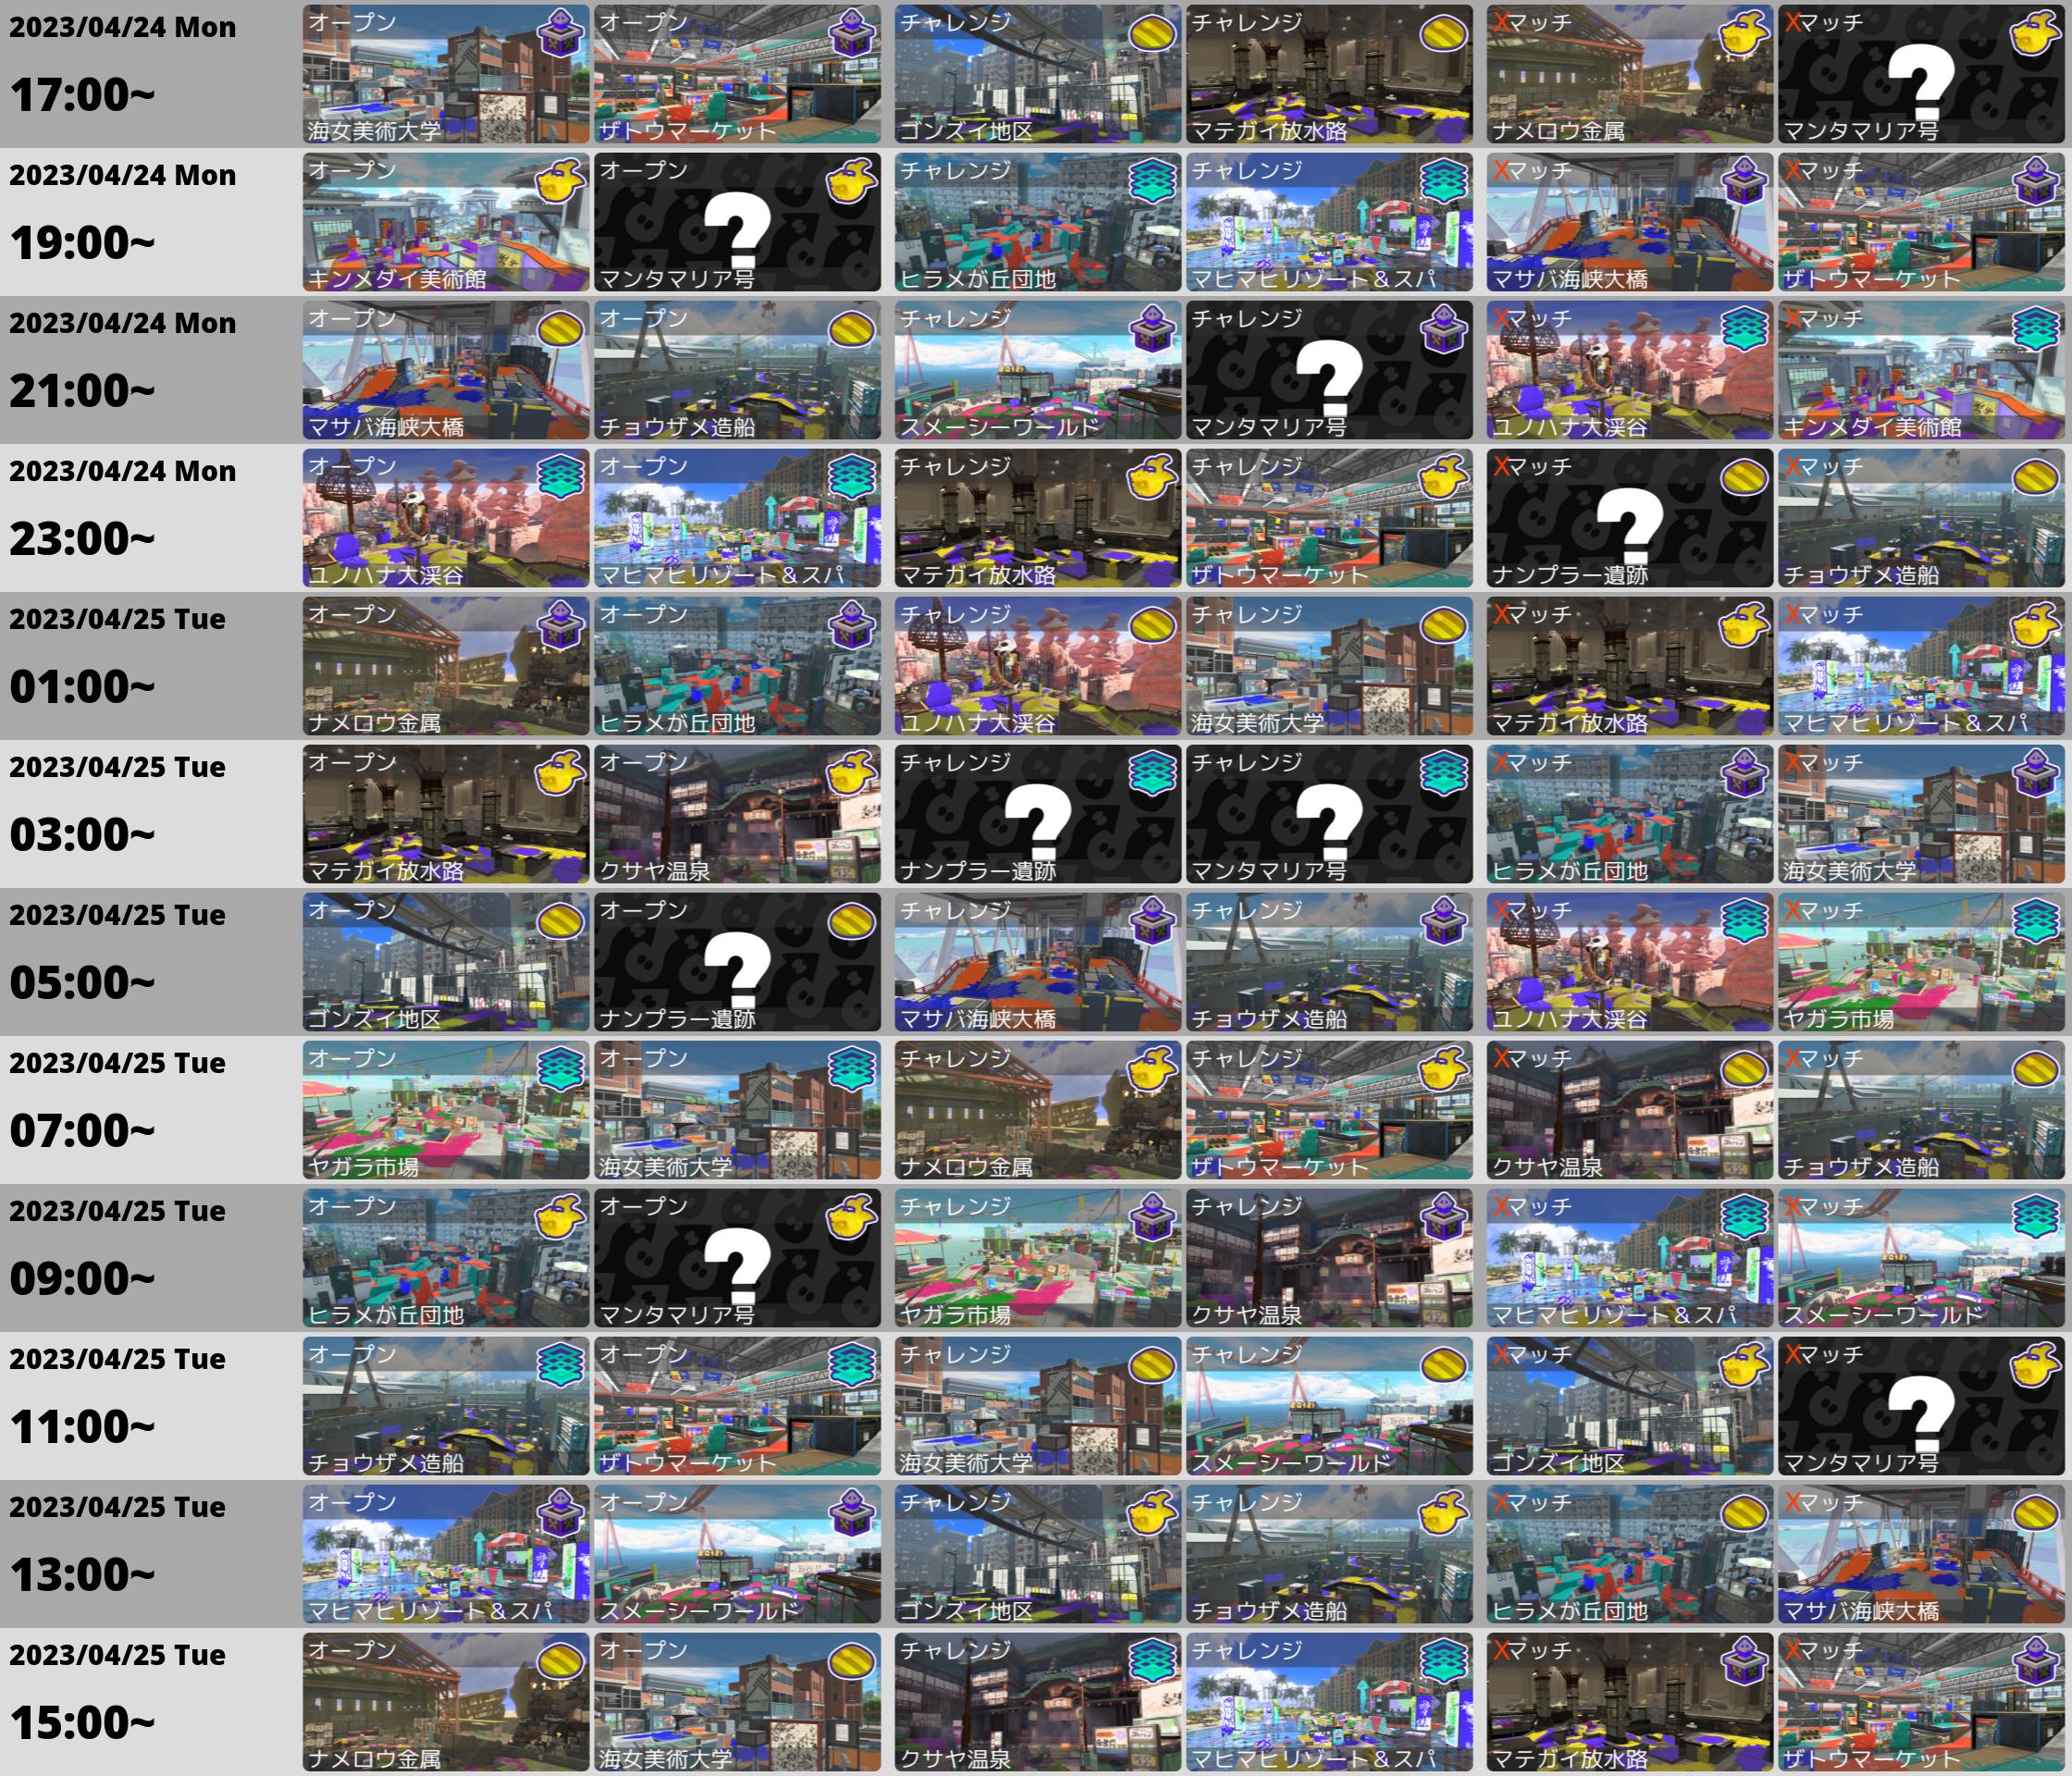 2023/04/24 Mon
17:00~
オープン オープン チャレンジ チャレンジ Xマッチ Xマッチ
海女美術大学 ザトウマーケット ゴンズイ地区 マテガイ放水路 ナメロウ金属 マンタマリア号
2023/04/24 Mon
19:00~
オープン オープン チャレンジ チャレンジ Xマッチ Xマッチ
キンメダイ美術館 マンタマリア号 ヒラメが丘団地 マヒマヒリゾート&スパ マサバ海峡大橋 ザトウマーケット
2023/04/24 Mon
21:00~
オープン オープン チャレンジ チャレンジ Xマッチ Xマッチ
マサバ海峡大橋 チョウザメ造船 スメーシーワールド マンタマリア号 ユノハナ大渓谷 キンメダイ美術館
2023/04/24 Mon
23:00~
オープン オープン チャレンジ チャレンジ Xマッチ Xマッチ
ユノハナ大渓谷 マヒマヒリゾート&スパ マテガイ放水路 ザトウマーケット ナンプラー遺跡 チョウザメ造船
2023/04/25 Tue
01:00~
オープン オープン チャレンジ チャレンジ Xマッチ Xマッチ
ナメロウ金属 ヒラメが丘団地 ユノハナ大渓谷 海女美術大学 マテガイ放水路 マヒマヒリゾート&スパ
2023/04/25 Tue
03:00~
オープン オープン チャレンジ チャレンジ Xマッチ Xマッチ
マテガイ放水路 クサヤ温泉 ナンプラー遺跡 マンタマリア号 ヒラメが丘団地 海女美術大学
2023/04/25 Tue
05:00~
オープン オープン チャレンジ チャレンジ Xマッチ Xマッチ
ゴンズイ地区 ナンプラー遺跡 マサバ海峡大橋 チョウザメ造船 ユノハナ大渓谷 ヤガラ市場
2023/04/25 Tue
07:00~
オープン オープン チャレンジ チャレンジ Xマッチ Xマッチ
ヤガラ市場 海女美術大学 ナメロウ金属 ザトウマーケット クサヤ温泉 チョウザメ造船
2023/04/25 Tue
09:00~
オープン オープン チャレンジ チャレンジ Xマッチ Xマッチ
ヒラメが丘団地 マンタマリア号 ヤガラ市場 クサヤ温泉 マヒマヒリゾート&スパ スメーシーワールド
2023/04/25 Tue
11:00~
オープン オープン チャレンジ チャレンジ Xマッチ Xマッチ
チョウザメ造船 ザトウマーケット 海女美術大学 スメーシーワールド ゴンズイ地区 マンタマリア号
2023/04/25 Tue
13:00~
オープン オープン チャレンジ チャレンジ Xマッチ Xマッチ
マヒマヒリゾート&スパ スメーシーワールド ゴンズイ地区 チョウザメ造船 ヒラメが丘団地 マサバ海峡大橋
2023/04/25 Tue
15:00~
オープン オープン チャレンジ チャレンジ Xマッチ Xマッチ
ナメロウ金属 海女美術大学 クサヤ温泉 マヒマヒリゾート&スパ マテガイ放水路 ザトウマーケット